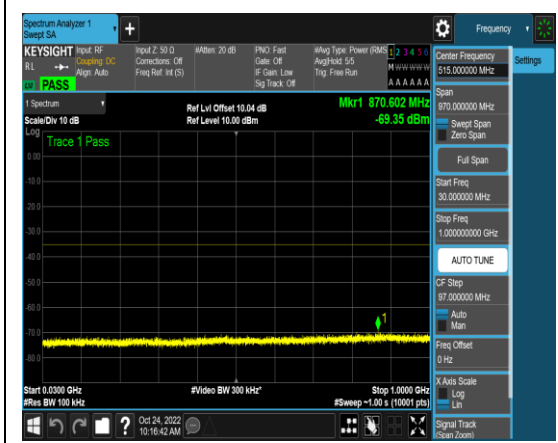 Spectrum Analyzer 1
Swept SA
+
Frequency
KEYSIGHT
RL
PASS
Input: RF
Coupling: DC
Align: Auto
Input Z: 50 Ω
Corrections: Off
Freq Ref: Int (S)
#Atten: 20 dB
PNO: Fast
Gate: Off
IF Gain: Low
Sig Track: Off
#Avg Type: Power (RMS
Avg|Hold: 5/5
Trig: Free Run
1 2 3 4 5 6
M W W W W W
A A A A A A
Center Frequency
515.000000 MHz
Settings
Span
970.000000 MHz
Swept Span
Zero Span
Full Span
Start Freq
30.000000 MHz
Stop Freq
1.000000000 GHz
AUTO TUNE
CF Step
97.000000 MHz
Auto
Man
Freq Offset
0 Hz
X Axis Scale
Log
Lin
Signal Track
(Span Zoom)
1 Spectrum
Scale/Div 10 dB
Log
Ref Lvl Offset 10.04 dB
Ref Level 10.00 dBm
Mkr1 870.602 MHz
-69.35 dBm
Trace 1 Pass
0.00
-10.0
-20.0
-30.0
-40.0
-50.0
-60.0
-70.0
-80.0
1
Start 0.0300 GHz
#Res BW 100 kHz
#Video BW 300 kHz*
Stop 1.0000 GHz
#Sweep ~1.00 s (10001 pts)
?
Oct 24, 2022
10:16:42 AM